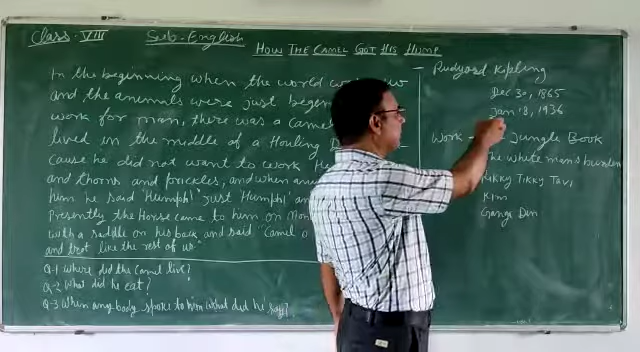 Class VIII
Sub-English
HOW THE CAMEL GOT HIS HUMP
In the beginning when the world
and the animals were just begin
work for man, there was a camel
lived in the middle of a Howling
cause he did not want to work
and thorns and prickles, and when
him he said "Humph!" Just "Humph!"
Presently the Horse came to him on Mon
with a saddle on his back and said "Camel o
and trot like the rest of us."
Q-1 Where did the Camel live?
Q-2 What did he eat?
Q-3 When any body spoke to him what did he say?
- Rudyard Kipling
Dec 30, 1865
Jan 18, 1936
Work - Jungle Book
The white man's burden
Rikky Tikky Tavi
Kim
Ganga Din